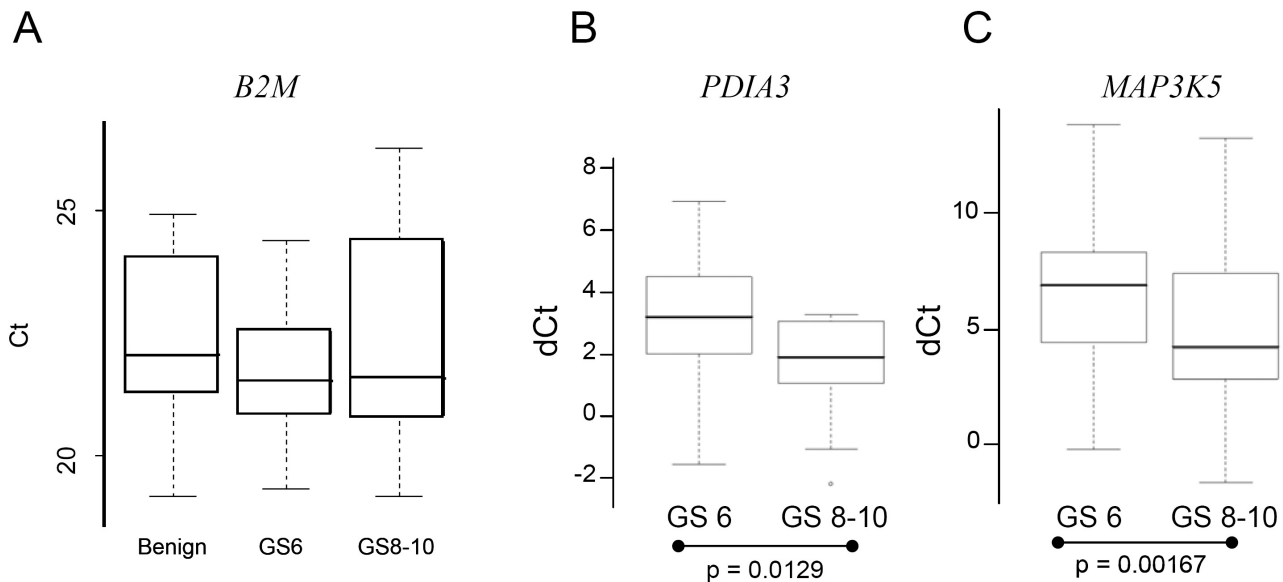 A
B2M
Ct
25
20
Benign GS6 GS8-10
B
PDIA3
dCt
8
6
4
2
0
-2
GS 6 GS 8-10
p = 0.0129
C
MAP3K5
dCt
10
5
0
GS 6 GS 8-10
p = 0.00167